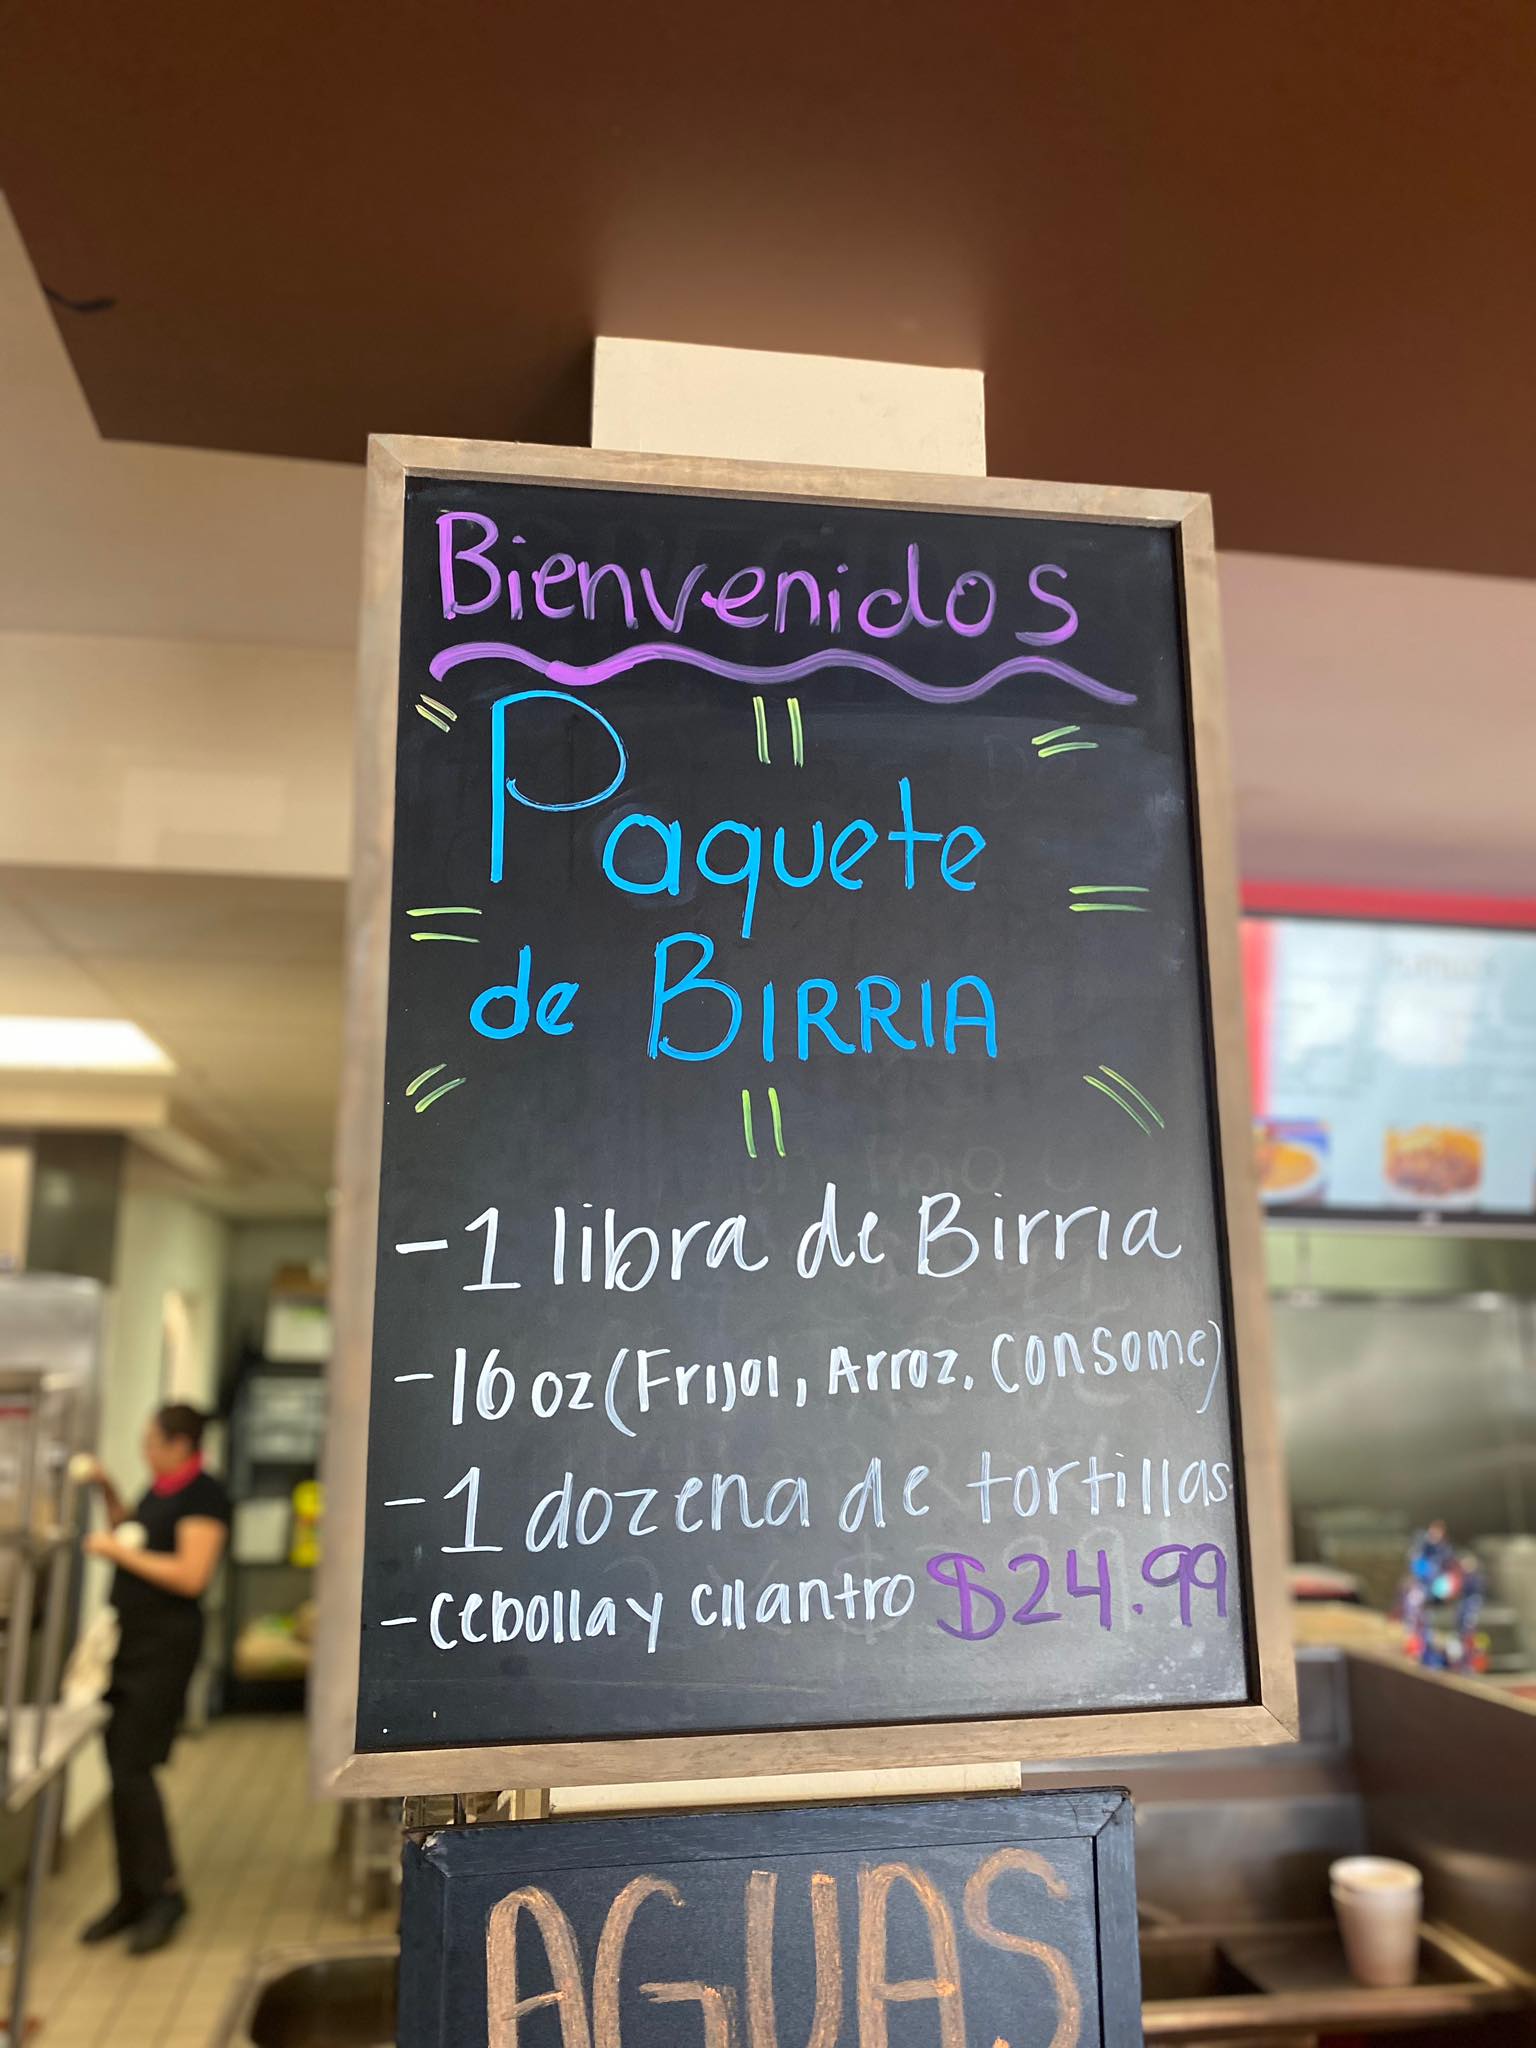 Bienvenidos
Paquete
de BIRRIA
- 1 libra de Birria
- 16 oz (Frijol, Arroz, Consome)
- 1 dozena de tortillas
- cebolla y cilantro $24.99
AGUAS